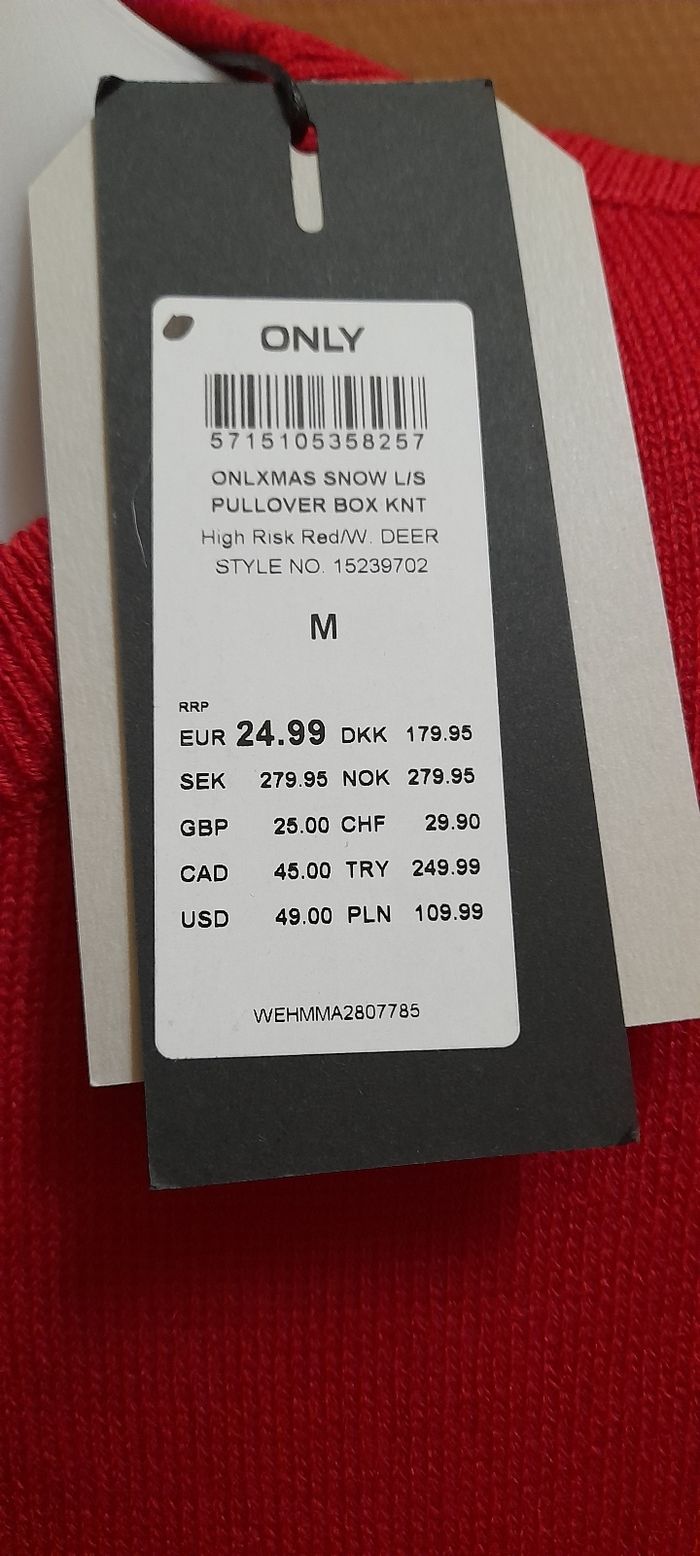 ONLY
5715105358257
ONLXMAS SNOW L/S
PULLOVER BOX KNT
High Risk Red/W. DEER
STYLE NO. 15239702
M
RRP
EUR 24.99 DKK 179.95
SEK 279.95 NOK 279.95
GBP 25.00 CHF 29.90
CAD 45.00 TRY 249.99
USD 49.00 PLN 109.99
WEHMMA2807785